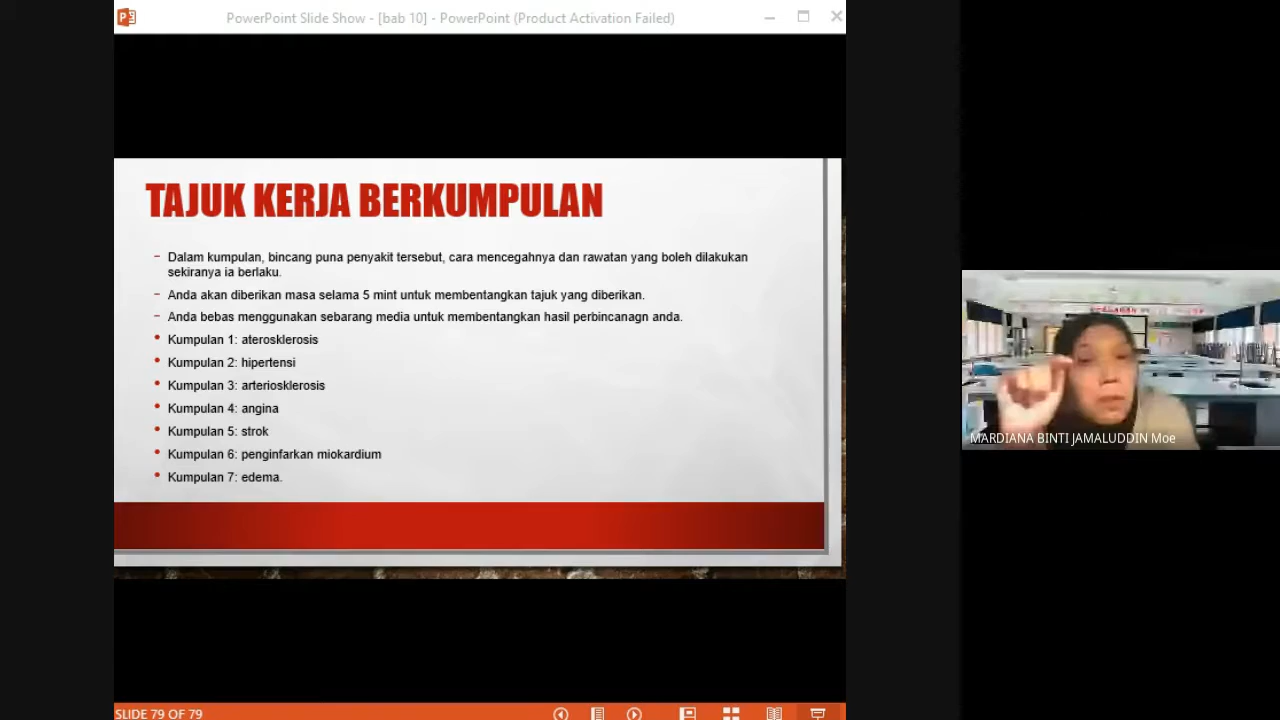 PowerPoint Slide Show - [bab 10] - PowerPoint (Product Activation Failed)
TAJUK KERJA BERKUMPULAN
– Dalam kumpulan, bincang puna penyakit tersebut, cara mencegahnya dan rawatan yang boleh dilakukan
sekiranya ia berlaku.
– Anda akan diberikan masa selama 5 mint untuk membentangkan tajuk yang diberikan.
– Anda bebas menggunakan sebarang media untuk membentangkan hasil perbincanagn anda.
• Kumpulan 1: aterosklerosis
• Kumpulan 2: hipertensi
• Kumpulan 3: arteriosklerosis
• Kumpulan 4: angina
• Kumpulan 5: strok
• Kumpulan 6: penginfarkan miokardium
• Kumpulan 7: edema.
MARDIANA BINTI JAMALUDDIN Moe
SLIDE 79 OF 79